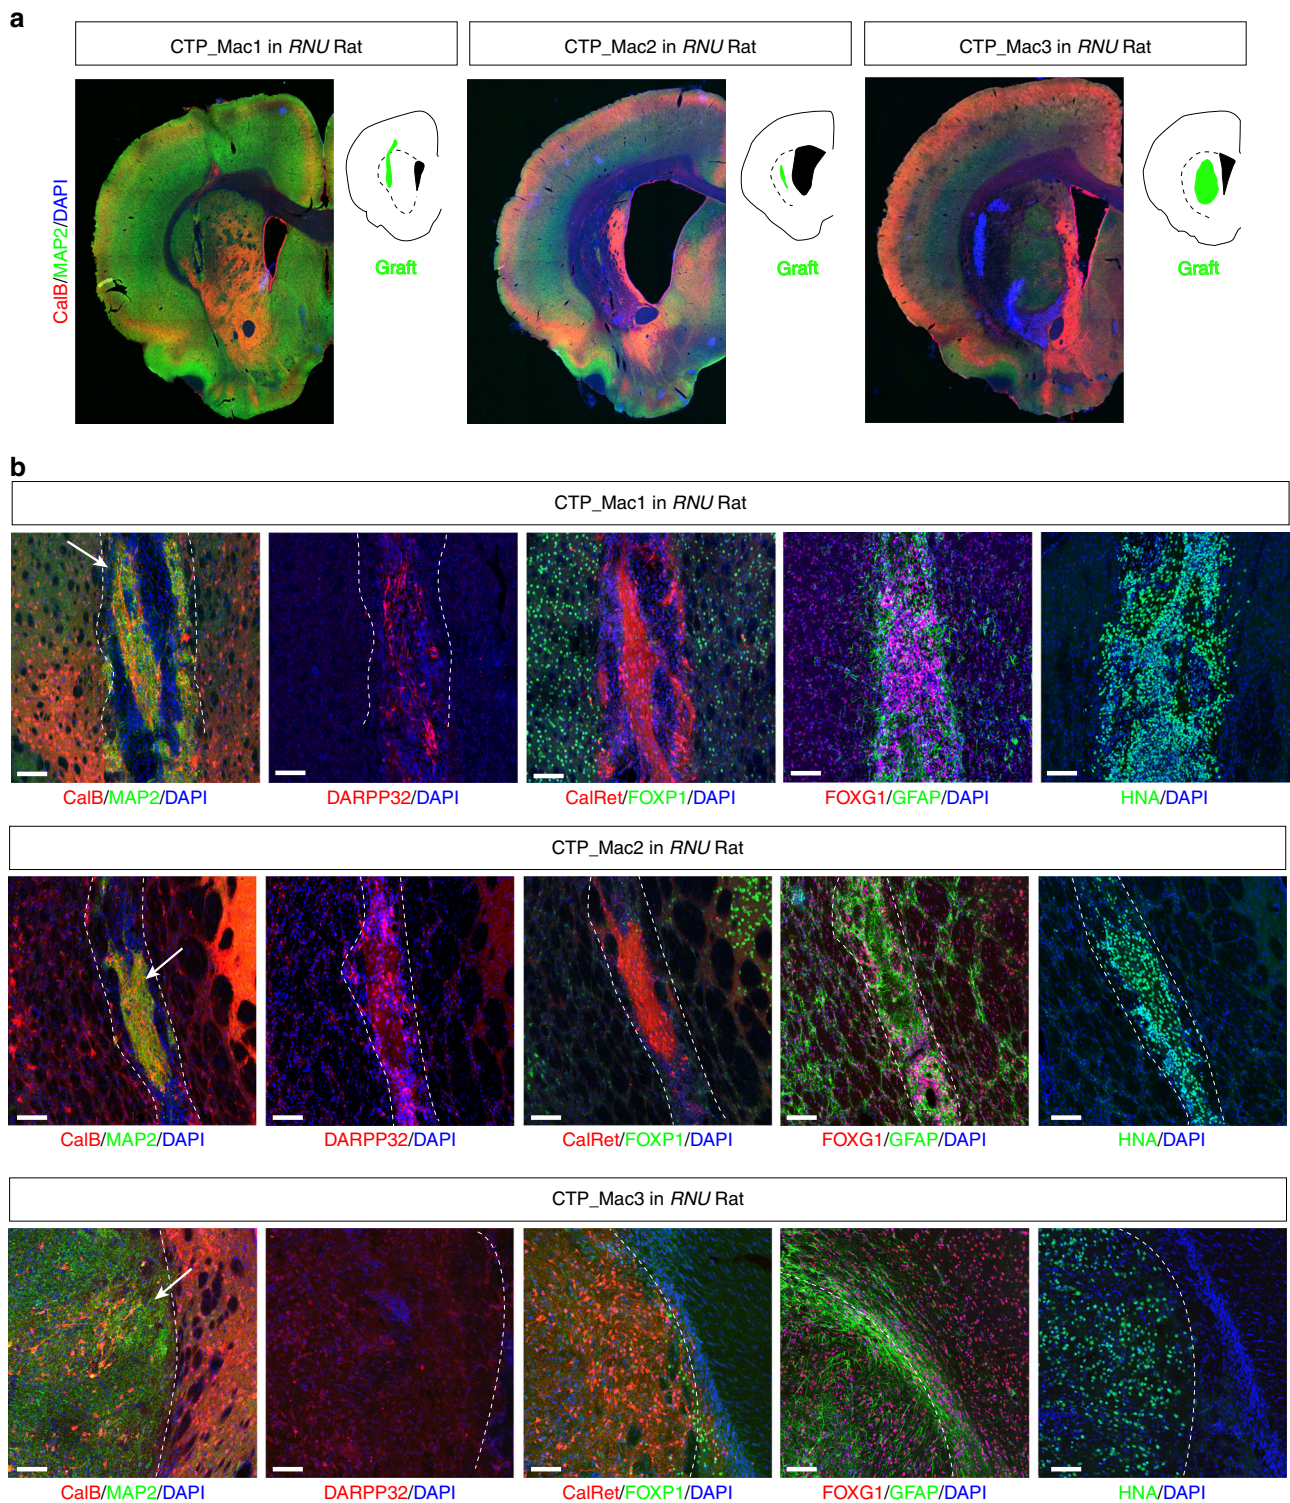 a
CTP_Mac1 in RNU Rat
CTP_Mac2 in RNU Rat
CTP_Mac3 in RNU Rat
CalB/MAP2/DAPI
Graft
Graft
Graft
b
CTP_Mac1 in RNU Rat
CalB/MAP2/DAPI
DARPP32/DAPI
CalRet/FOXP1/DAPI
FOXG1/GFAP/DAPI
HNA/DAPI
CTP_Mac2 in RNU Rat
CalB/MAP2/DAPI
DARPP32/DAPI
CalRet/FOXP1/DAPI
FOXG1/GFAP/DAPI
HNA/DAPI
CTP_Mac3 in RNU Rat
CalB/MAP2/DAPI
DARPP32/DAPI
CalRet/FOXP1/DAPI
FOXG1/GFAP/DAPI
HNA/DAPI